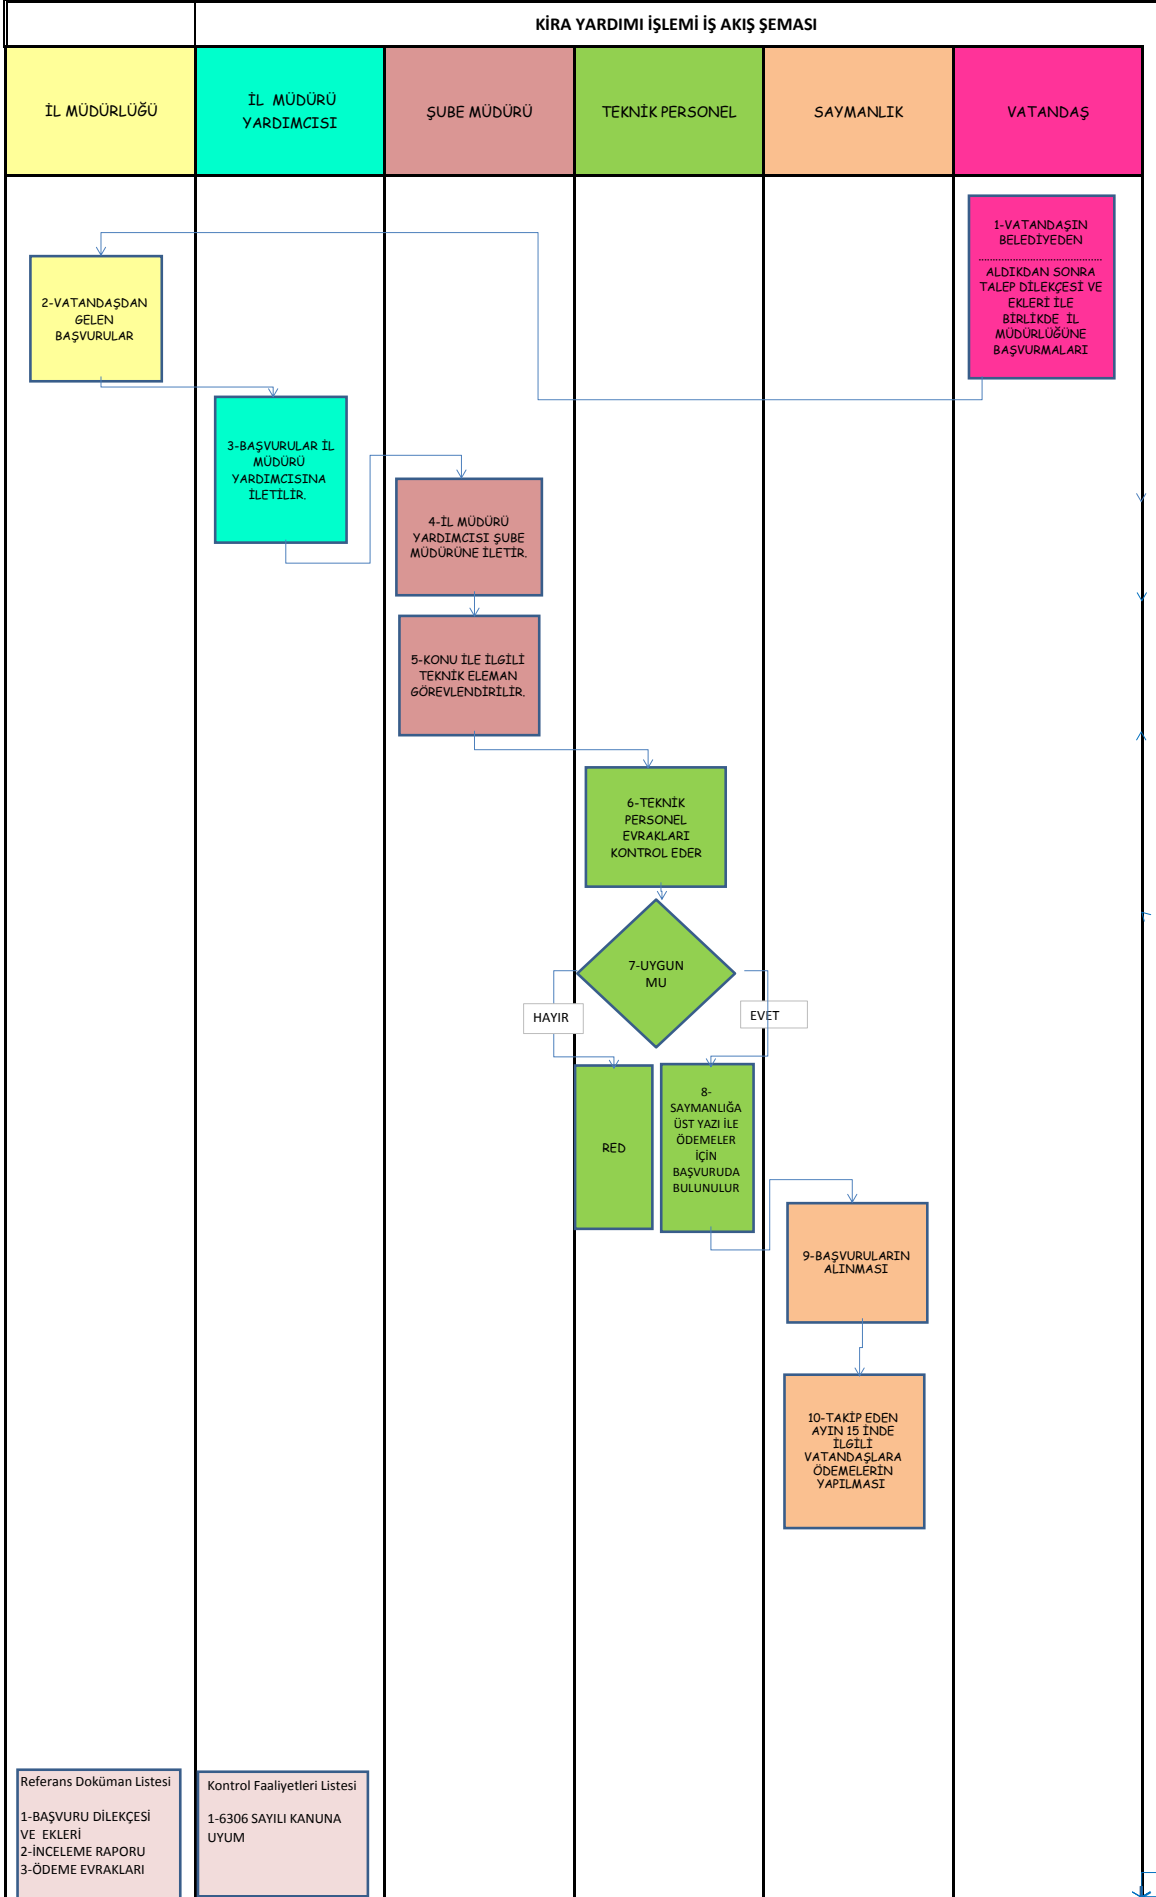 KİRA YARDIMI İŞLEMİ İŞ AKIŞ ŞEMASI
İL MÜDÜRLÜĞÜ
İL MÜDÜRÜ
YARDIMCISI
ŞUBE MÜDÜRÜ
TEKNİK PERSONEL
SAYMANLIK
VATANDAŞ
1-VATANDAŞIN
BELEDİYEDEN
........................................
ALDIKDAN SONRA
TALEP DİLEKÇESİ VE
EKLERİ İLE
BİRLİKDE İL
MÜDÜRLÜĞÜNE
BAŞVURMALARI
2-VATANDAŞDAN
GELEN
BAŞVURULAR
3-BAŞVURULAR İL
MÜDÜRÜ
YARDIMCISINA
İLETİLİR.
4-İL MÜDÜRÜ
YARDIMCISI ŞUBE
MÜDÜRÜNE İLETİR.
5-KONU İLE İLGİLİ
TEKNİK ELEMAN
GÖREVLENDİRİLİR.
6-TEKNİK
PERSONEL
EVRAKLARI
KONTROL EDER
7-UYGUN
MU
HAYIR
EVET
RED
8-
SAYMANLIĞA
ÜST YAZI İLE
ÖDEMELER
İÇİN
BAŞVURUDA
BULUNULUR
9-BAŞVURULARIN
ALINMASI
10-TAKİP EDEN
AYIN 15 İNDE
İLGİLİ
VATANDAŞLARA
ÖDEMELERİN
YAPILMASI
Referans Doküman Listesi
1-BAŞVURU DİLEKÇESİ
VE EKLERİ
2-İNCELEME RAPORU
3-ÖDEME EVRAKLARI
Kontrol Faaliyetleri Listesi
1-6306 SAYILI KANUNA
UYUM